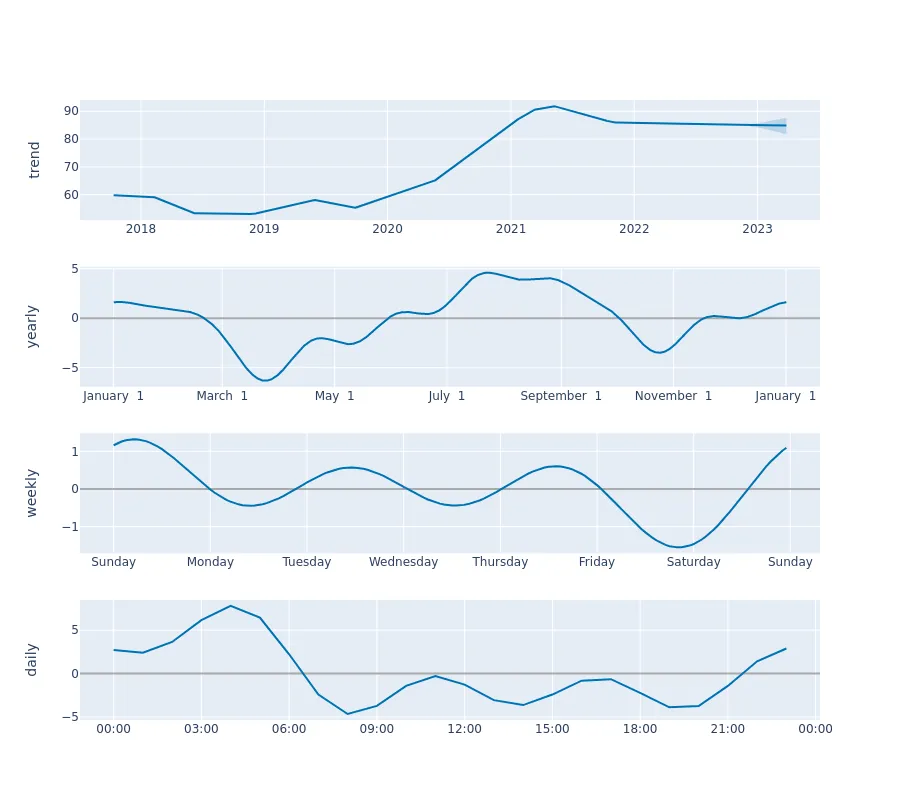 90
80
70
60
trend
2018 2019 2020 2021 2022 2023
5
0
−5
yearly
January 1 March 1 May 1 July 1 September 1 November 1 January 1
1
0
−1
weekly
Sunday Monday Tuesday Wednesday Thursday Friday Saturday Sunday
5
0
−5
daily
00:00 03:00 06:00 09:00 12:00 15:00 18:00 21:00 00:00